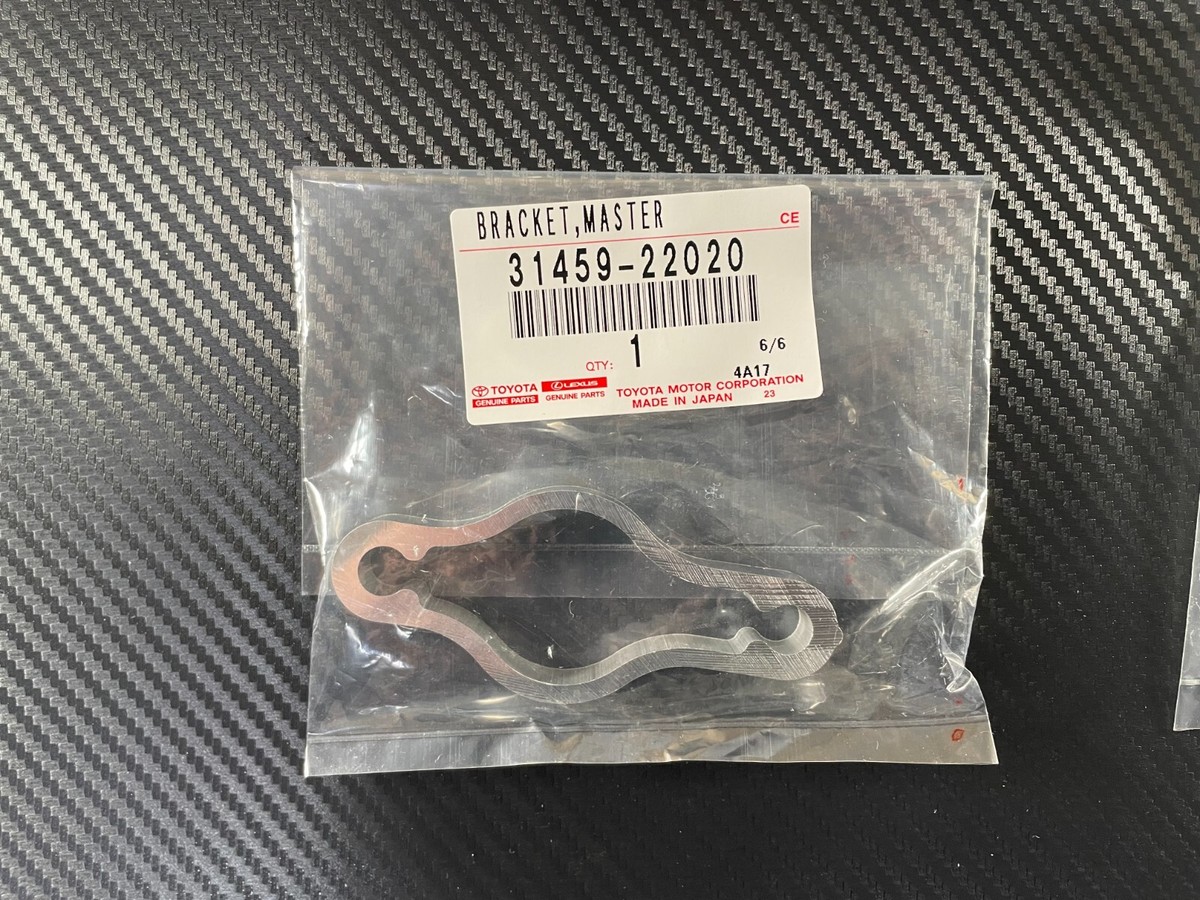 BRACKET,MASTER
CE
31459-22020
QTY: 1 6/6
4A17
TOYOTA LEXUS TOYOTA MOTOR CORPORATION
GENUINE PARTS GENUINE PARTS MADE IN JAPAN 23